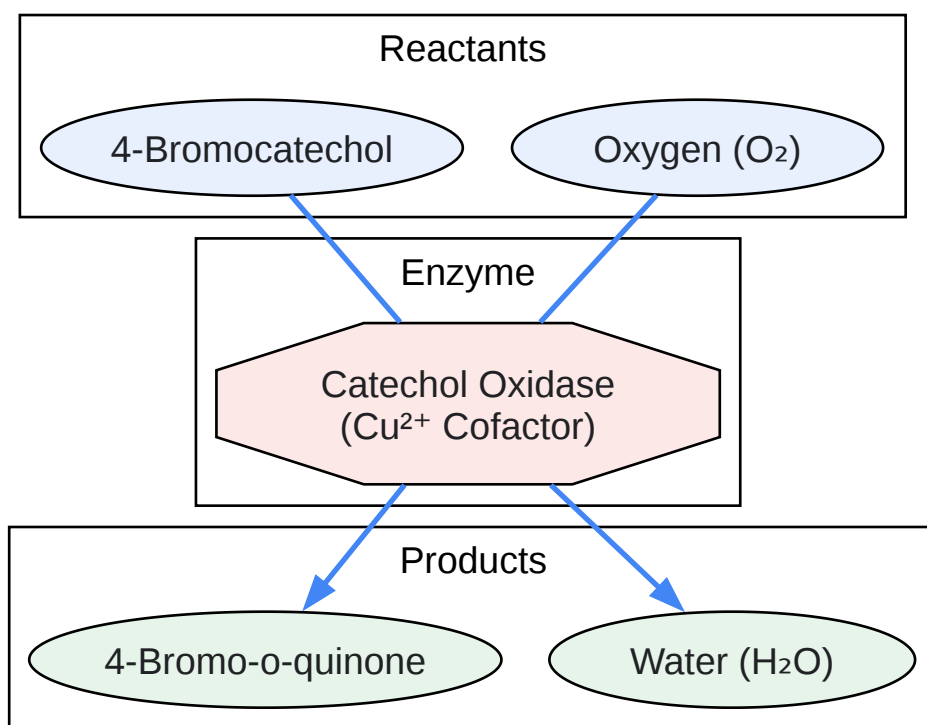 Reactants
4-Bromocatechol
Oxygen (O₂)
Enzyme
Catechol Oxidase
(Cu²⁺ Cofactor)
Products
4-Bromo-o-quinone
Water (H₂O)